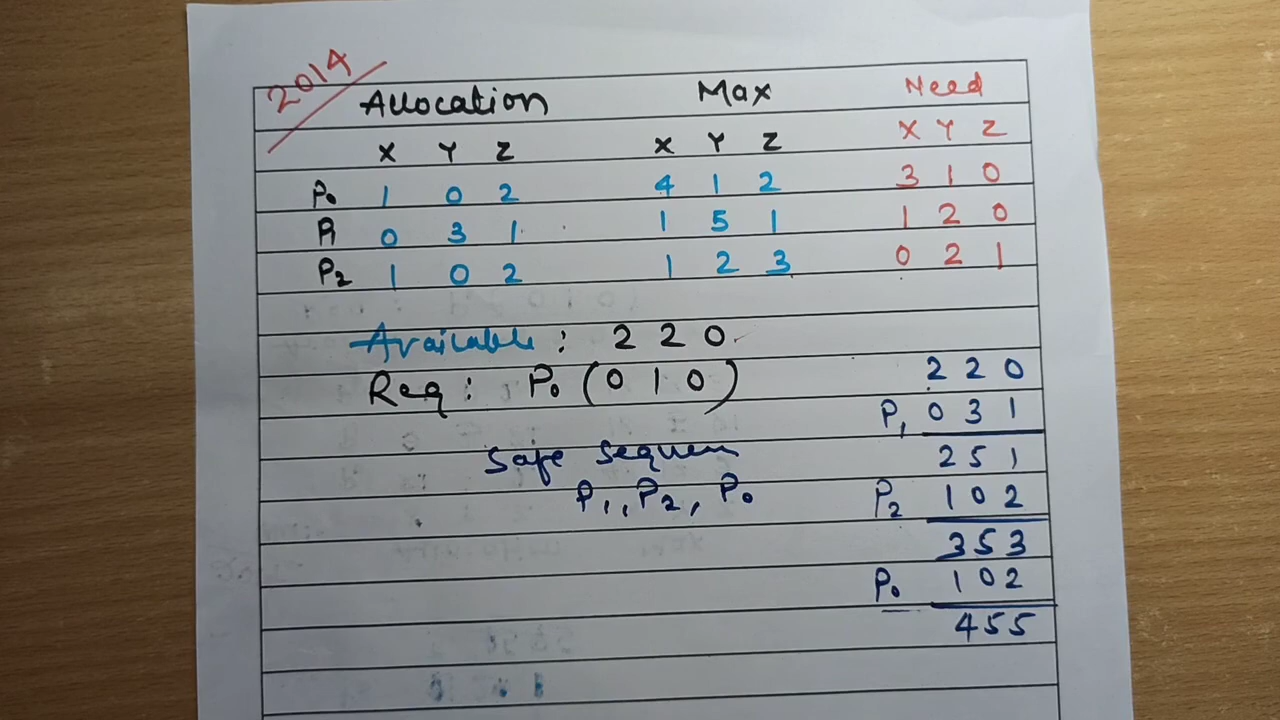 2014
Allocation Max Need
X Y Z X Y Z X Y Z
P0 1 0 2 4 1 2 3 1 0
P1 0 3 1 1 5 1 1 2 0
P2 1 0 2 1 2 3 0 2 1
Available : 2 2 0
Req : P0 (0 1 0)
Safe Sequen
P1, P2, P0
2 2 0
P1 0 3 1
2 5 1
P2 1 0 2
3 5 3
P0 1 0 2
4 5 5